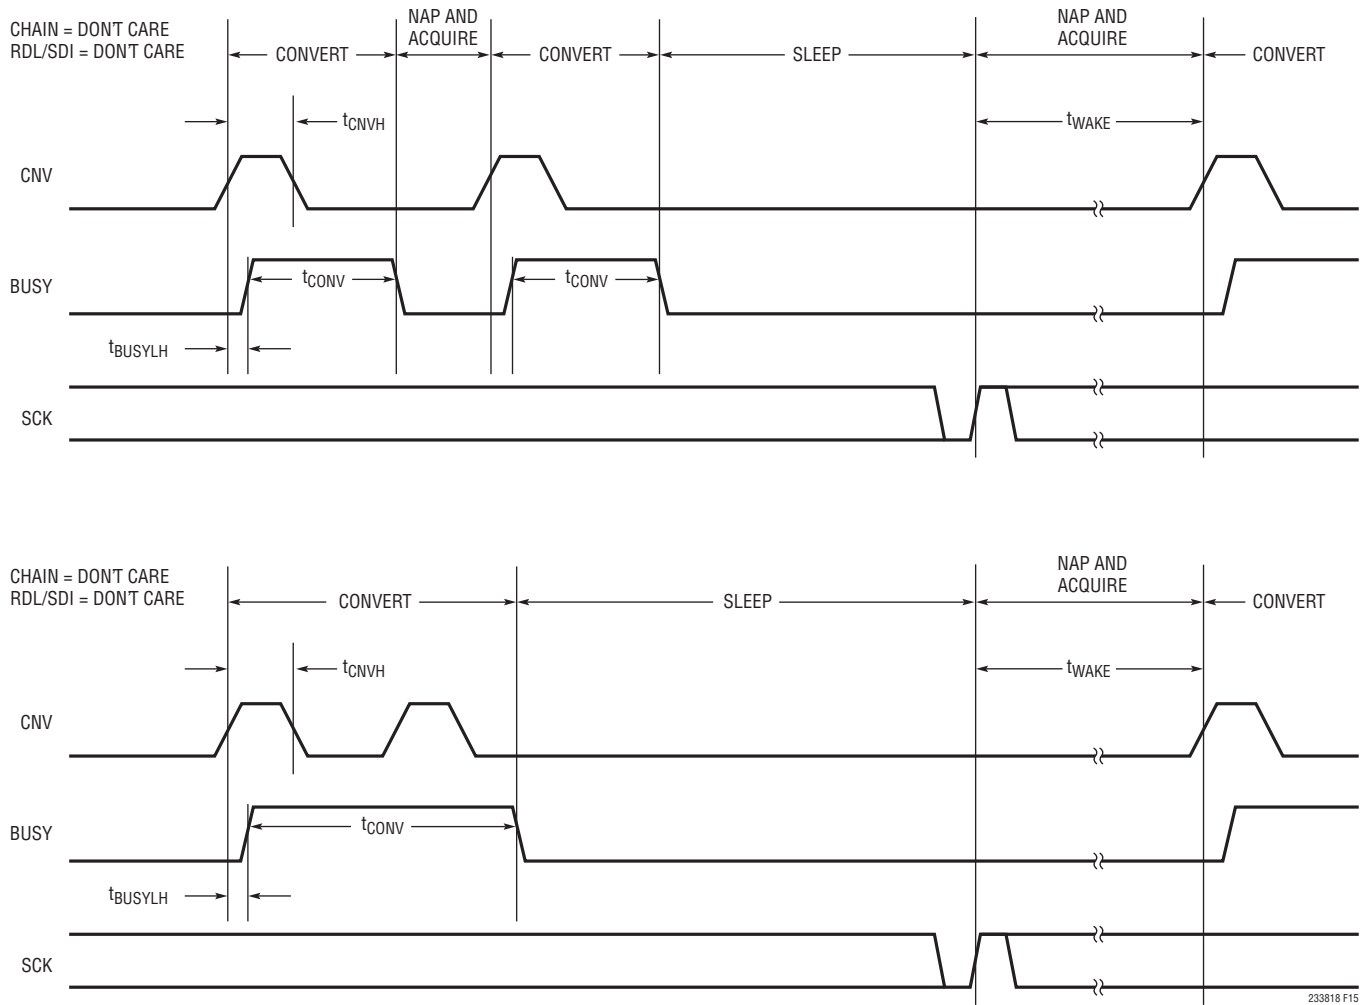 CHAIN = DON'T CARE
RDL/SDI = DON'T CARE
NAP AND
ACQUIRE
NAP AND
ACQUIRE
CONVERT
CONVERT
SLEEP
CONVERT
tCNVH
tWAKE
CNV
BUSY
tCONV
tCONV
tBUSYLH
SCK
CHAIN = DON'T CARE
RDL/SDI = DON'T CARE
NAP AND
ACQUIRE
CONVERT
SLEEP
CONVERT
tCNVH
tWAKE
CNV
BUSY
tCONV
tBUSYLH
SCK
233818 F15